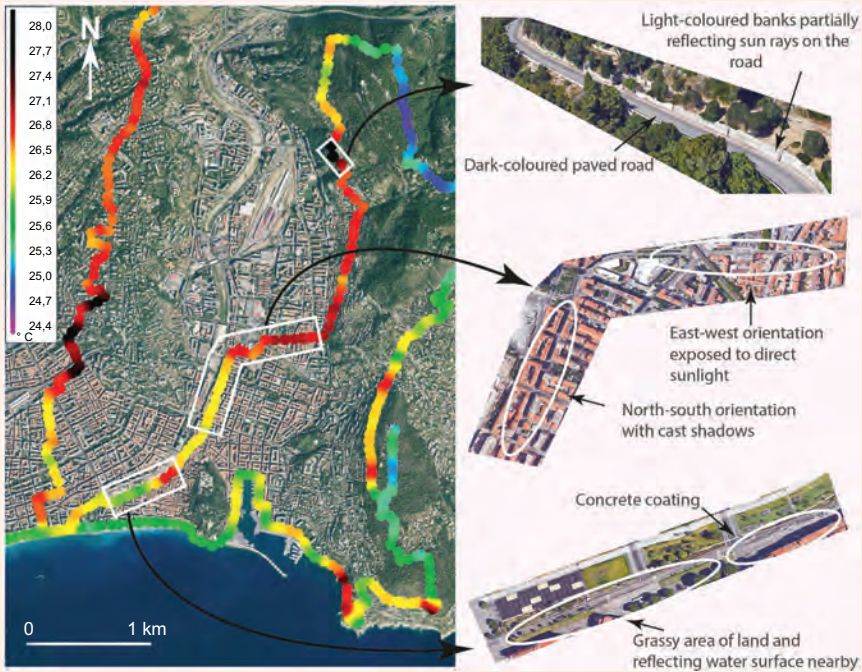 28,0
27,7
27,4
27,1
26,8
26,5
26,2
25,9
25,6
25,3
25,0
24,7
24,4
° C
N
0 1 km
Light-coloured banks partially
reflecting sun rays on the
road
Dark-coloured paved road
East-west orientation
exposed to direct
sunlight
North-south orientation
with cast shadows
Concrete coating
Grassy area of land and
reflecting water surface nearby